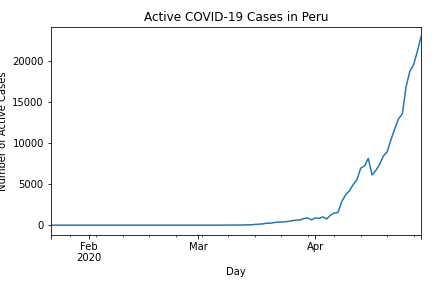 Active COVID-19 Cases in Peru
Number of Active Cases
20000
15000
10000
5000
0
Feb
2020
Mar
Apr
Day